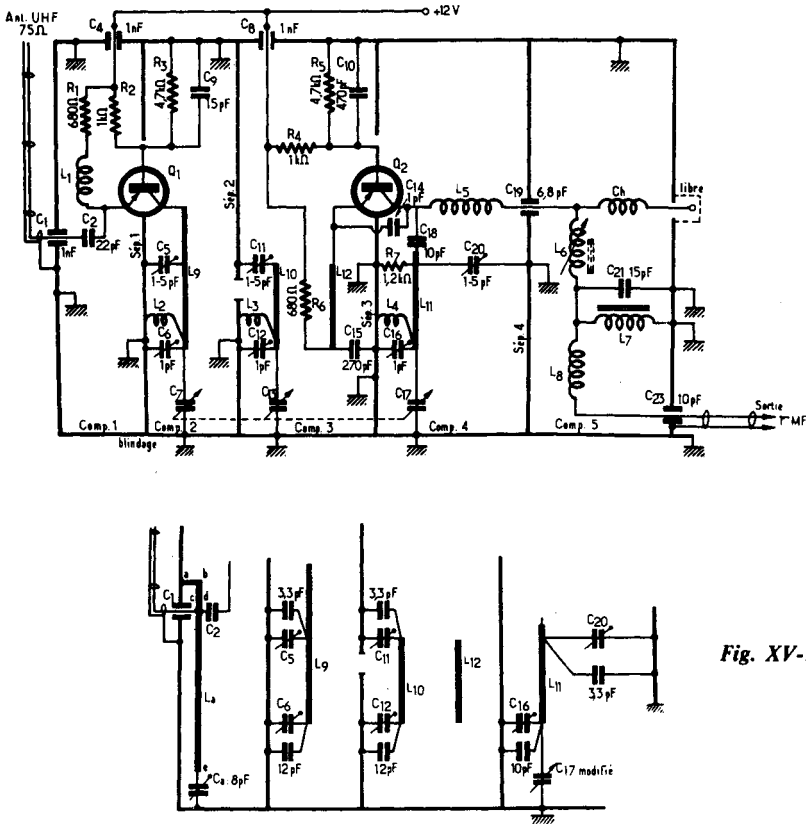 Ant. UHF
75Ω
C4
1nF
C8
1nF
+12V
R1
680Ω
R2
1kΩ
R3
4,7kΩ
C9
15pF
R5
4,7kΩ
C10
470pF
R4
1kΩ
L1
Q1
Q2
C14
1pF
L5
C19
6,8pF
Ch
libre
C1
1nF
C2
22pF
Sép.1
Sép.2
C18
10pF
C5
1-5pF
L9
C11
1-5pF
L10
L12
R7
1,2kΩ
C20
1-5pF
L6
C21 15pF
L2
L3
680Ω
R6
Sép.3
L4
L11
L7
C6
1pF
C12
1pF
C15
270pF
C16
1pF
Sép.4
L8
C7
C13
C17
C23
10pF
Sortie
MF
Comp.1
Comp.2
Comp.3
Comp.4
Comp.5
blindage
a
b
C1
c
d
C2
La
e
Ca:8pF
3,3pF
C5
L9
C6
12pF
3,3pF
C11
L10
C12
12pF
L12
C20
3,3pF
L11
C16
10pF
C17 modifié
Fig. XV-